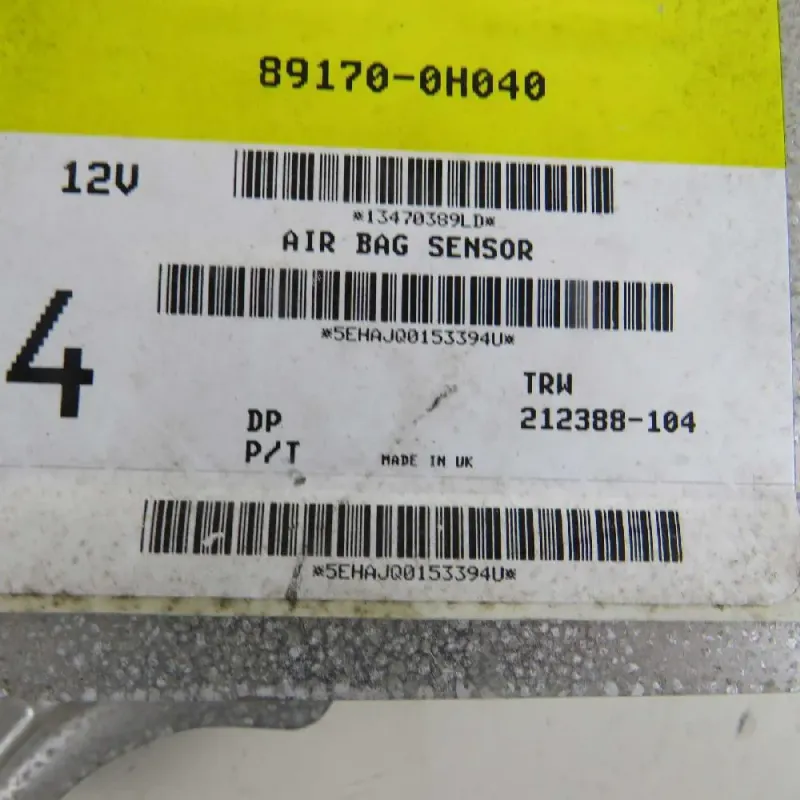 89170-0H040
12V
*13470389LD*
AIR BAG SENSOR
*5EHAJQ0153394U*
4
TRW
DP
212388-104
P/T
MADE IN UK
*5EHAJQ0153394U*